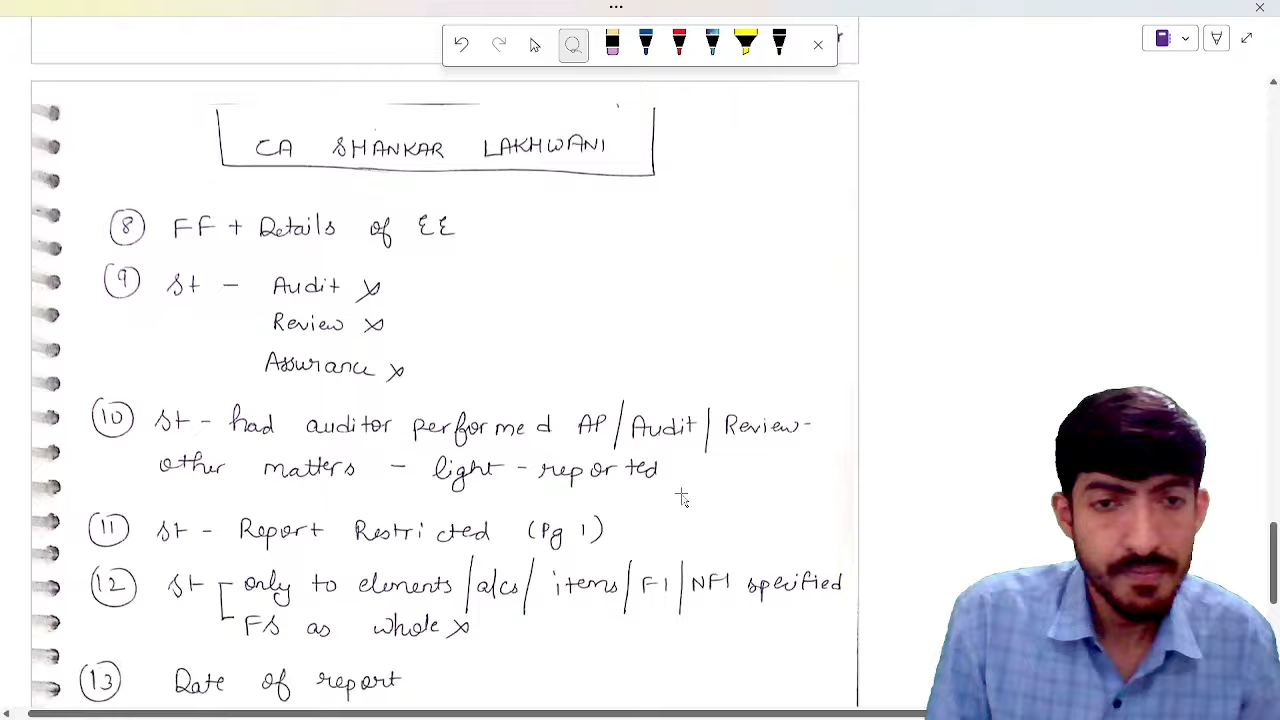 CA SHANKAR LAKHWANI
8 FF + Details of EE
9 St - Audit x
Review x
Assurance x
10 St - had auditor performed AP / Audit / Review -
other matters - light - reported
11 St - Report Restricted (Pg 1)
12 St only to elements / a/cs / items / FI / NFI specified
FS as whole x
13 Date of report